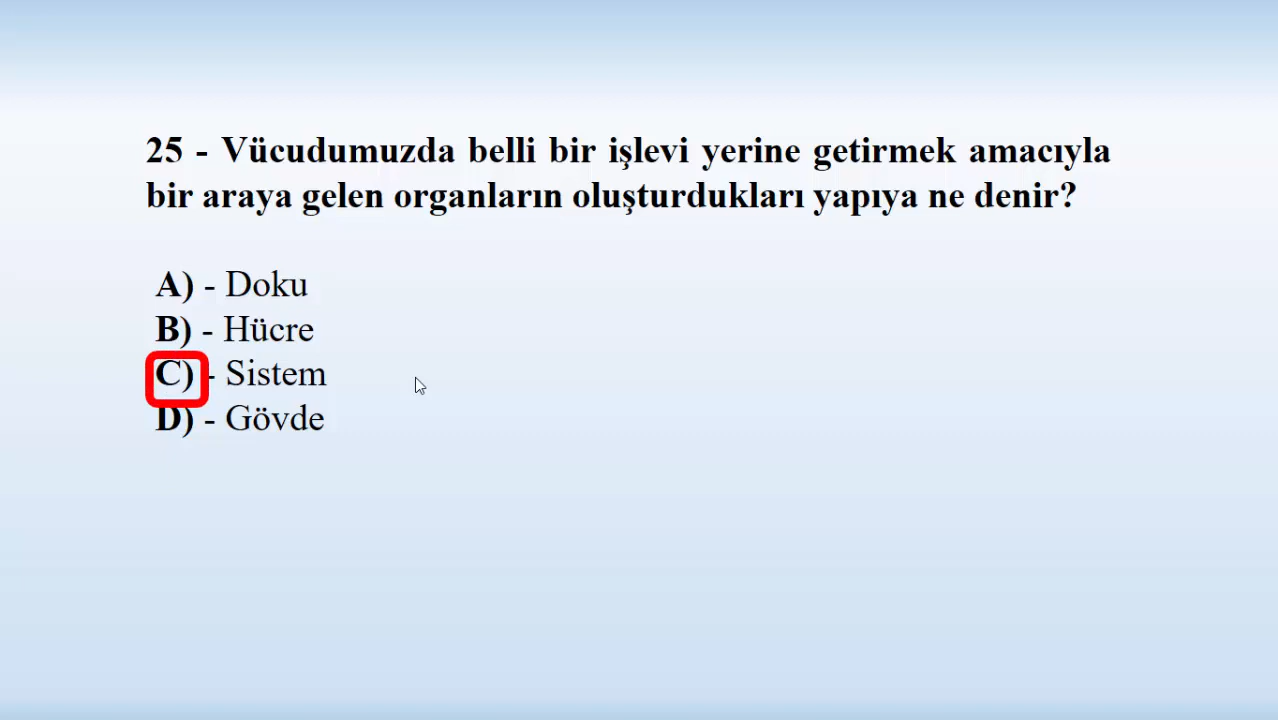 25 - Vücudumuzda belli bir işlevi yerine getirmek amacıyla
bir araya gelen organların oluşturdukları yapıya ne denir?
A) - Doku
B) - Hücre
C) - Sistem
D) - Gövde